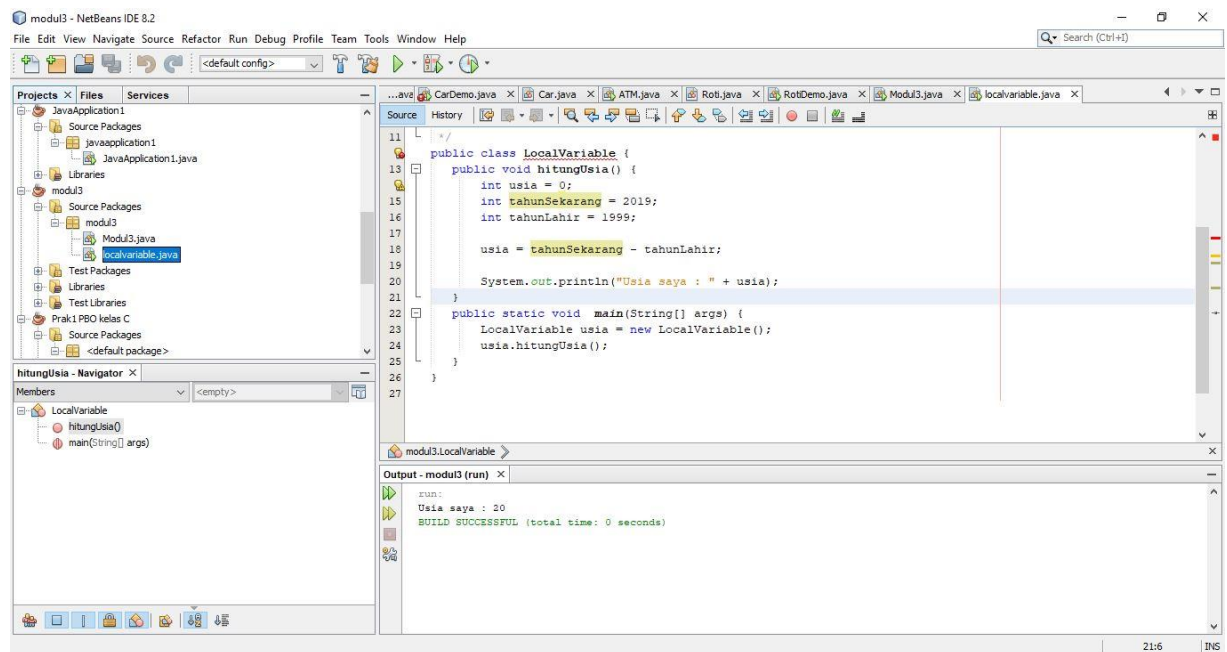 modul3 - NetBeans IDE 8.2
File Edit View Navigate Source Refactor Run Debug Profile Team Tools Window Help
Search (Ctrl+I)
<default config>
Projects Files Services
JavaApplication1
Source Packages
javaapplication1
JavaApplication1.java
Libraries
modul3
Source Packages
modul3
Modul3.java
localvariable.java
Test Packages
Libraries
Test Libraries
Prak1 PBO kelas C
Source Packages
<default package>
hitungUsia - Navigator
Members <empty>
LocalVariable
hitungUsia()
main(String[] args)
...ava CarDemo.java Car.java ATM.java Roti.java RotiDemo.java Modul3.java localvariable.java
Source History
11 */
public class LocalVariable {
13 public void hitungUsia() {
int usia = 0;
15 int tahunSekarang = 2019;
16 int tahunLahir = 1999;
17
18 usia = tahunSekarang - tahunLahir;
19
20 System.out.println("Usia saya : " + usia);
21 }
22 public static void main(String[] args) {
23 LocalVariable usia = new LocalVariable();
24 usia.hitungUsia();
25 }
26 }
27
modul3.LocalVariable
Output - modul3 (run)
run:
Usia saya : 20
BUILD SUCCESSFUL (total time: 0 seconds)
21:6 INS